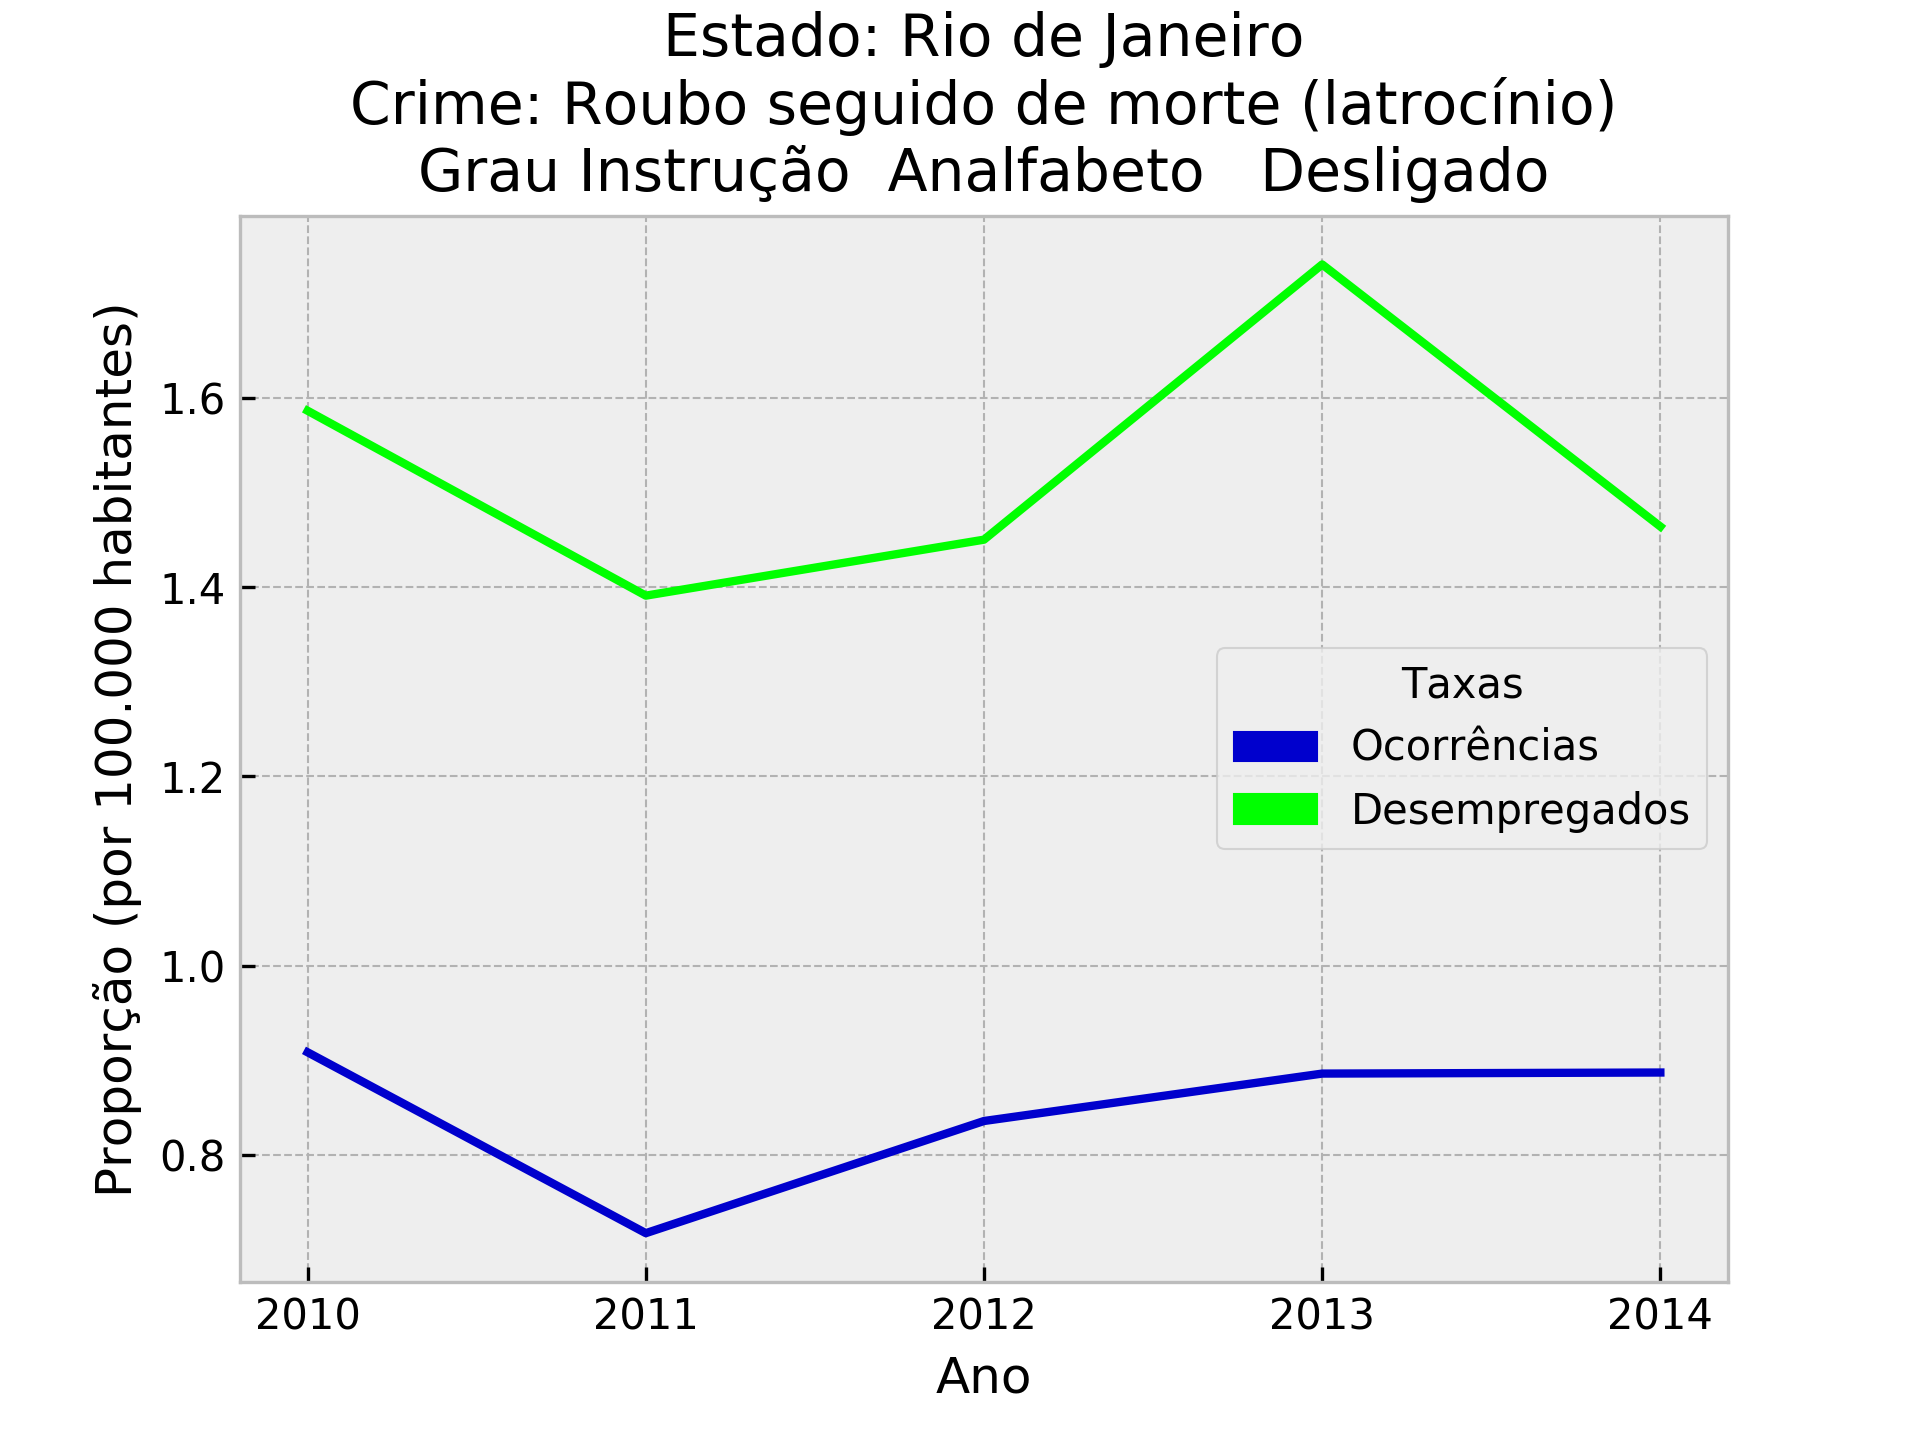 Estado: Rio de Janeiro
Crime: Roubo seguido de morte (latrocínio)
Grau Instrução  Analfabeto   Desligado
Proporção (por 100.000 habitantes)
1.6
1.4
1.2
1.0
0.8
Taxas
Ocorrências
Desempregados
2010 2011 2012 2013 2014
Ano